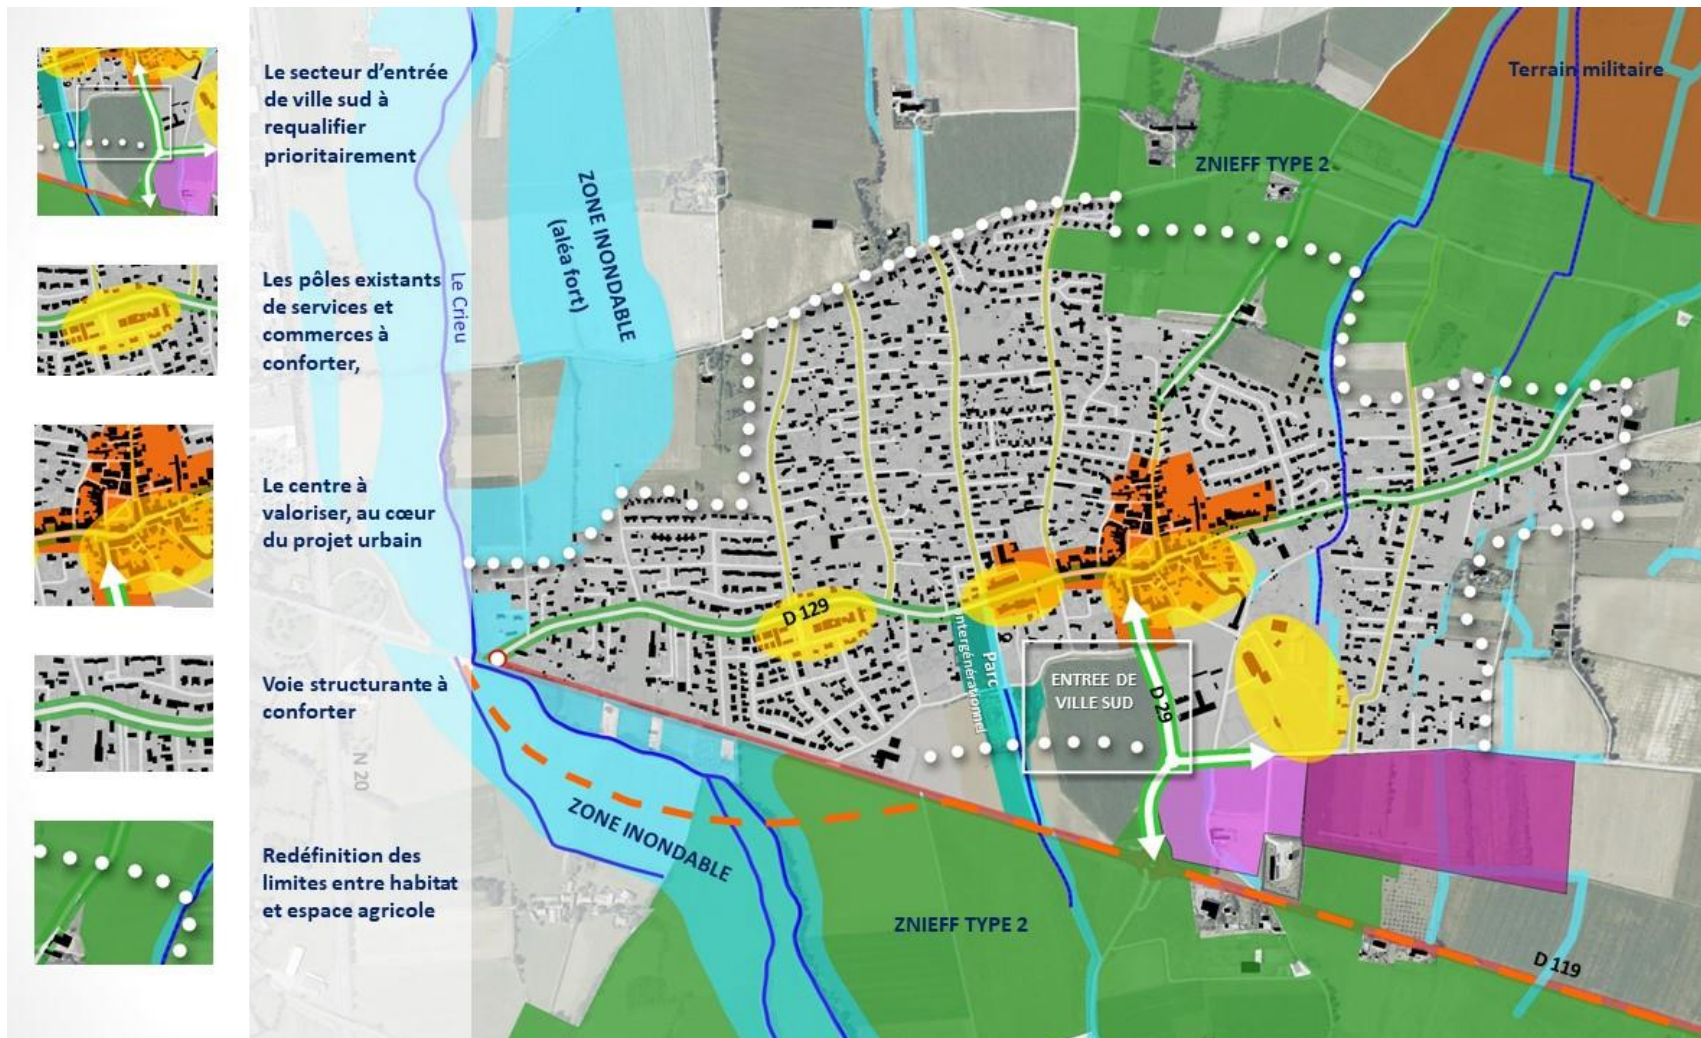 Le secteur d'entrée
de ville sud à
requalifier
prioritairement
Les pôles existants
de services et
commerces à
conforter,
Le centre à
valoriser, au cœur
du projet urbain
Voie structurante à
conforter
Redéfinition des
limites entre habitat
et espace agricole
Terrain militaire
ZNIEFF TYPE 2
ZONE INONDABLE
(aléa fort)
Le Crieu
D 129
Parc
intergénérationnel
ENTREE DE
VILLE SUD
D 29
N 20
ZONE INONDABLE
ZNIEFF TYPE 2
D 119